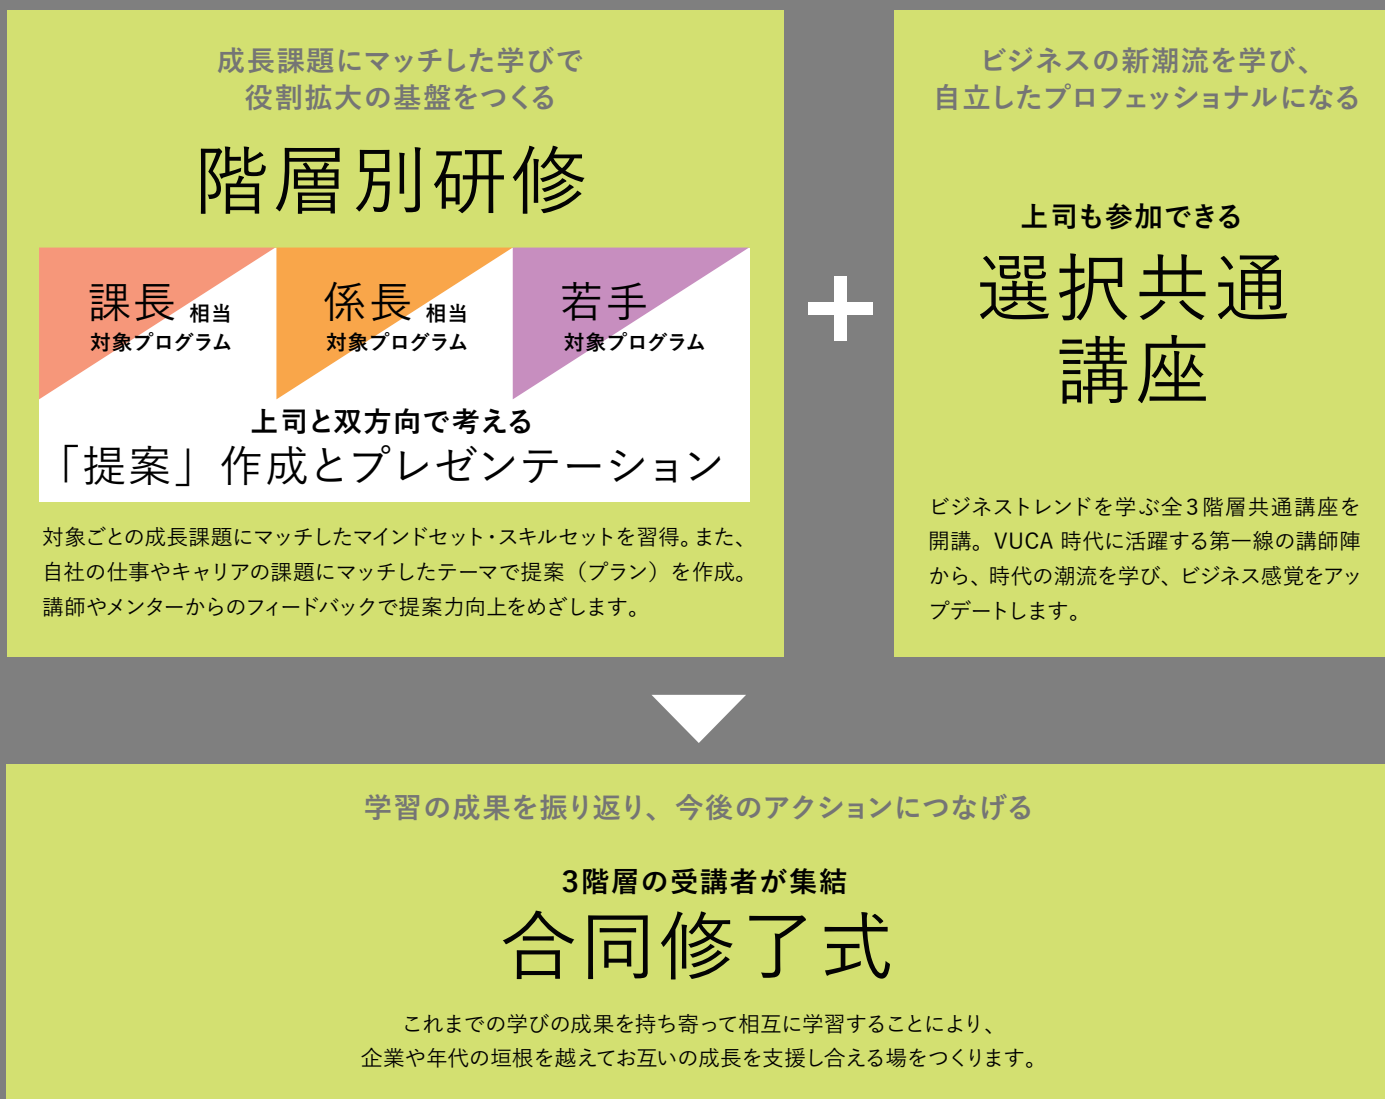 成長課題にマッチした学びで
役割拡大の基盤をつくる
階層別研修
課長 相当
対象プログラム
係長 相当
対象プログラム
若手
対象プログラム
上司と双方向で考える
「提案」作成とプレゼンテーション
対象ごとの成長課題にマッチしたマインドセット・スキルセットを習得。また、
自社の仕事やキャリアの課題にマッチしたテーマで提案（プラン）を作成。
講師やメンターからのフィードバックで提案力向上をめざします。
ビジネスの新潮流を学び、
自立したプロフェッショナルになる
上司も参加できる
選択共通
講座
ビジネストレンドを学ぶ全3階層共通講座を
開講。VUCA 時代に活躍する第一線の講師陣
から、時代の潮流を学び、ビジネス感覚をアッ
プデートします。
学習の成果を振り返り、今後のアクションにつなげる
3階層の受講者が集結
合同修了式
これまでの学びの成果を持ち寄って相互に学習することにより、
企業や年代の垣根を越えてお互いの成長を支援し合える場をつくります。